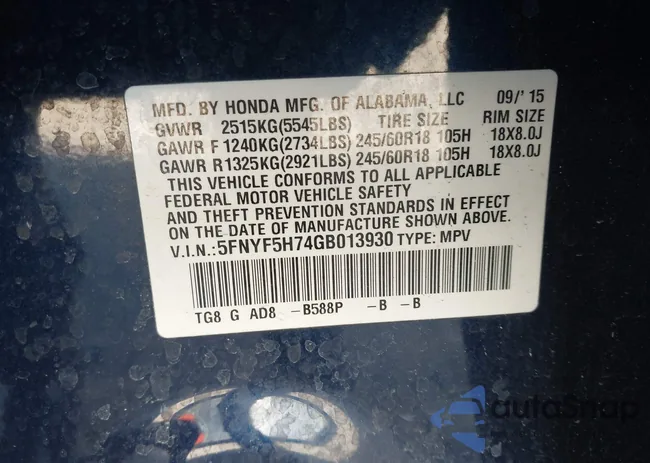 MFD. BY HONDA MFG. OF ALABAMA, LLC 09/'15
GVWR 2515KG(5545LBS) TIRE SIZE RIM SIZE
GAWR F 1240KG(2734LBS) 245/60R18 105H 18X8.0J
GAWR R1325KG(2921LBS) 245/60R18 105H 18X8.0J
THIS VEHICLE CONFORMS TO ALL APPLICABLE
FEDERAL MOTOR VEHICLE SAFETY
AND THEFT PREVENTION STANDARDS IN EFFECT
ON THE DATE OF MANUFACTURE SHOWN ABOVE.
V.I.N.:5FNYF5H74GB013930 TYPE: MPV
TG8 G AD8 -B588P -B -B
autoSnap